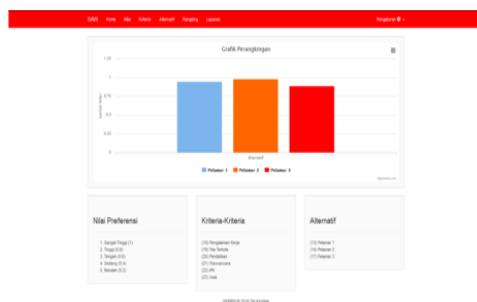 SAW Home Nilai Kriteria Alternatif Rangking Laporan Pengaturan
Grafik Perangkingan
1.25
1
0.75
0.5
0.25
0
Alternatif
Pelamar 1 Pelamar 2 Pelamar 3
Nilai Preferensi
1. Sangat Tinggi (1)
2. Tinggi (0.8)
3. Tengah (0.6)
4. Sedang (0.4)
5. Rendah (0.2)
Kriteria-Kriteria
(18) Pengalaman Kerja
(19) Tes Tertulis
(20) Pendidikan
(21) Wawancara
(22) IPK
(23) Usia
Alternatif
(15) Pelamar 1
(16) Pelamar 2
(17) Pelamar 3